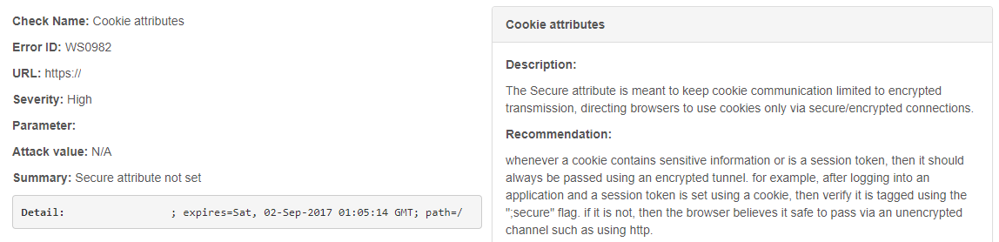 Check Name: Cookie attributes
Error ID: WS0982
URL: https://
Severity: High
Parameter:
Attack value: N/A
Summary: Secure attribute not set
Detail: ; expires=Sat, 02-Sep-2017 01:05:14 GMT; path=/
Cookie attributes
Description:
The Secure attribute is meant to keep cookie communication limited to encrypted
transmission, directing browsers to use cookies only via secure/encrypted connections.
Recommendation:
whenever a cookie contains sensitive information or is a session token, then it should
always be passed using an encrypted tunnel. for example, after logging into an
application and a session token is set using a cookie, then verify it is tagged using the
";secure" flag. if it is not, then the browser believes it safe to pass via an unencrypted
channel such as using http.